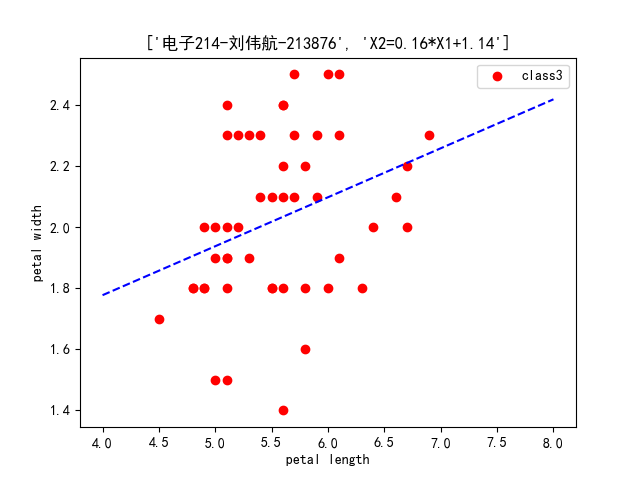 ['电子214-刘伟航-213876', 'X2=0.16*X1+1.14']
class3
petal width
2.4
2.2
2.0
1.8
1.6
1.4
4.0 4.5 5.0 5.5 6.0 6.5 7.0 7.5 8.0
petal length